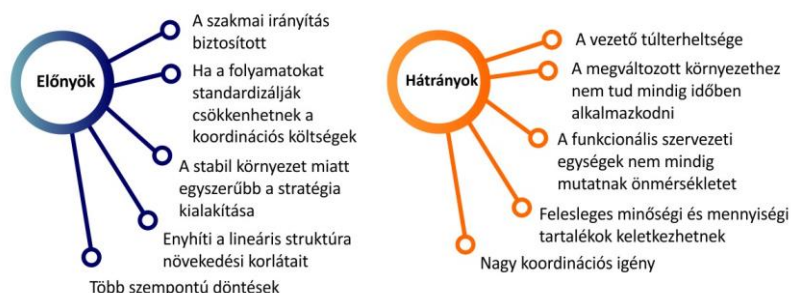 Előnyök
A szakmai irányítás
biztosított
Ha a folyamatokat
standardizálják
csökkenhetnek a
koordinációs költségek
A stabil környezet miatt
egyszerűbb a stratégia
kialakítása
Enyhíti a lineáris struktúra
növekedési korlátait
Több szempontú döntések
Hátrányok
A vezető túlterheltsége
A megváltozott környezethez
nem tud mindig időben
alkalmazkodni
A funkcionális szervezeti
egységek nem mindig
mutatnak önmérsékletet
Felesleges minőségi és mennyiségi
tartalékok keletkezhetnek
Nagy koordinációs igény